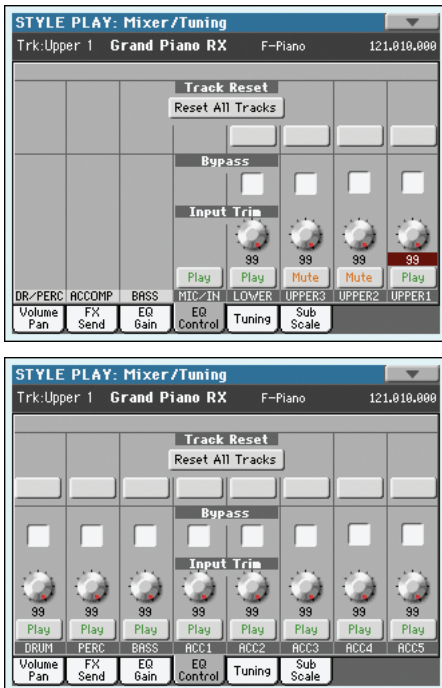 STYLE PLAY: Mixer/Tuning
Trk:Upper 1 Grand Piano RX F-Piano 121.010.000
Track Reset
Reset All Tracks
Bypass
Input Trim
99 99 99 99
Play Play Mute Mute Play
DR/PERC ACCOMP BASS MIC/IN LOWER UPPER3 UPPER2 UPPER1
Volume Pan FX Send EQ Gain EQ Control Tuning Sub Scale
STYLE PLAY: Mixer/Tuning
Trk:Upper 1 Grand Piano RX F-Piano 121.010.000
Track Reset
Reset All Tracks
Bypass
Input Trim
99 99 99 99 99 99 99 99
Play Play Play Play Play Play Play Play
DRUM PERC BASS ACC1 ACC2 ACC3 ACC4 ACC5
Volume Pan FX Send EQ Gain EQ Control Tuning Sub Scale